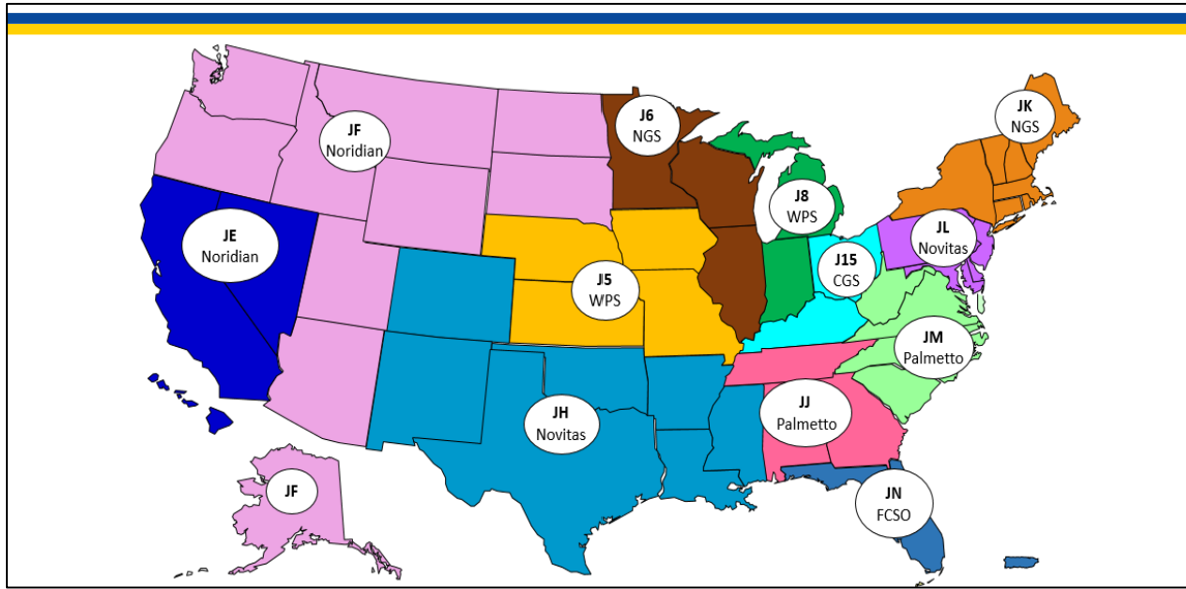 JK
NGS
J6
NGS
JF
Noridian
J8
WPS
JE
Noridian
JL
Novitas
J15
CGS
J5
WPS
JM
Palmetto
JH
Novitas
JJ
Palmetto
JF
JN
FCSO